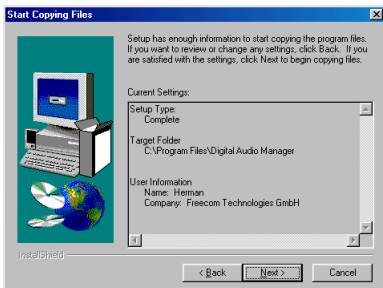 Start Copying Files
Setup has enough information to start copying the program files.
If you want to review or change any settings, click Back. If you
are satisfied with the settings, click Next to begin copying files.
Current Settings:
Setup Type:
Complete
Target Folder
C:\Program Files\Digital Audio Manager
User Information
Name: Herman
Company: Freecom Technologies GmbH
InstallShield
< Back
Next >
Cancel